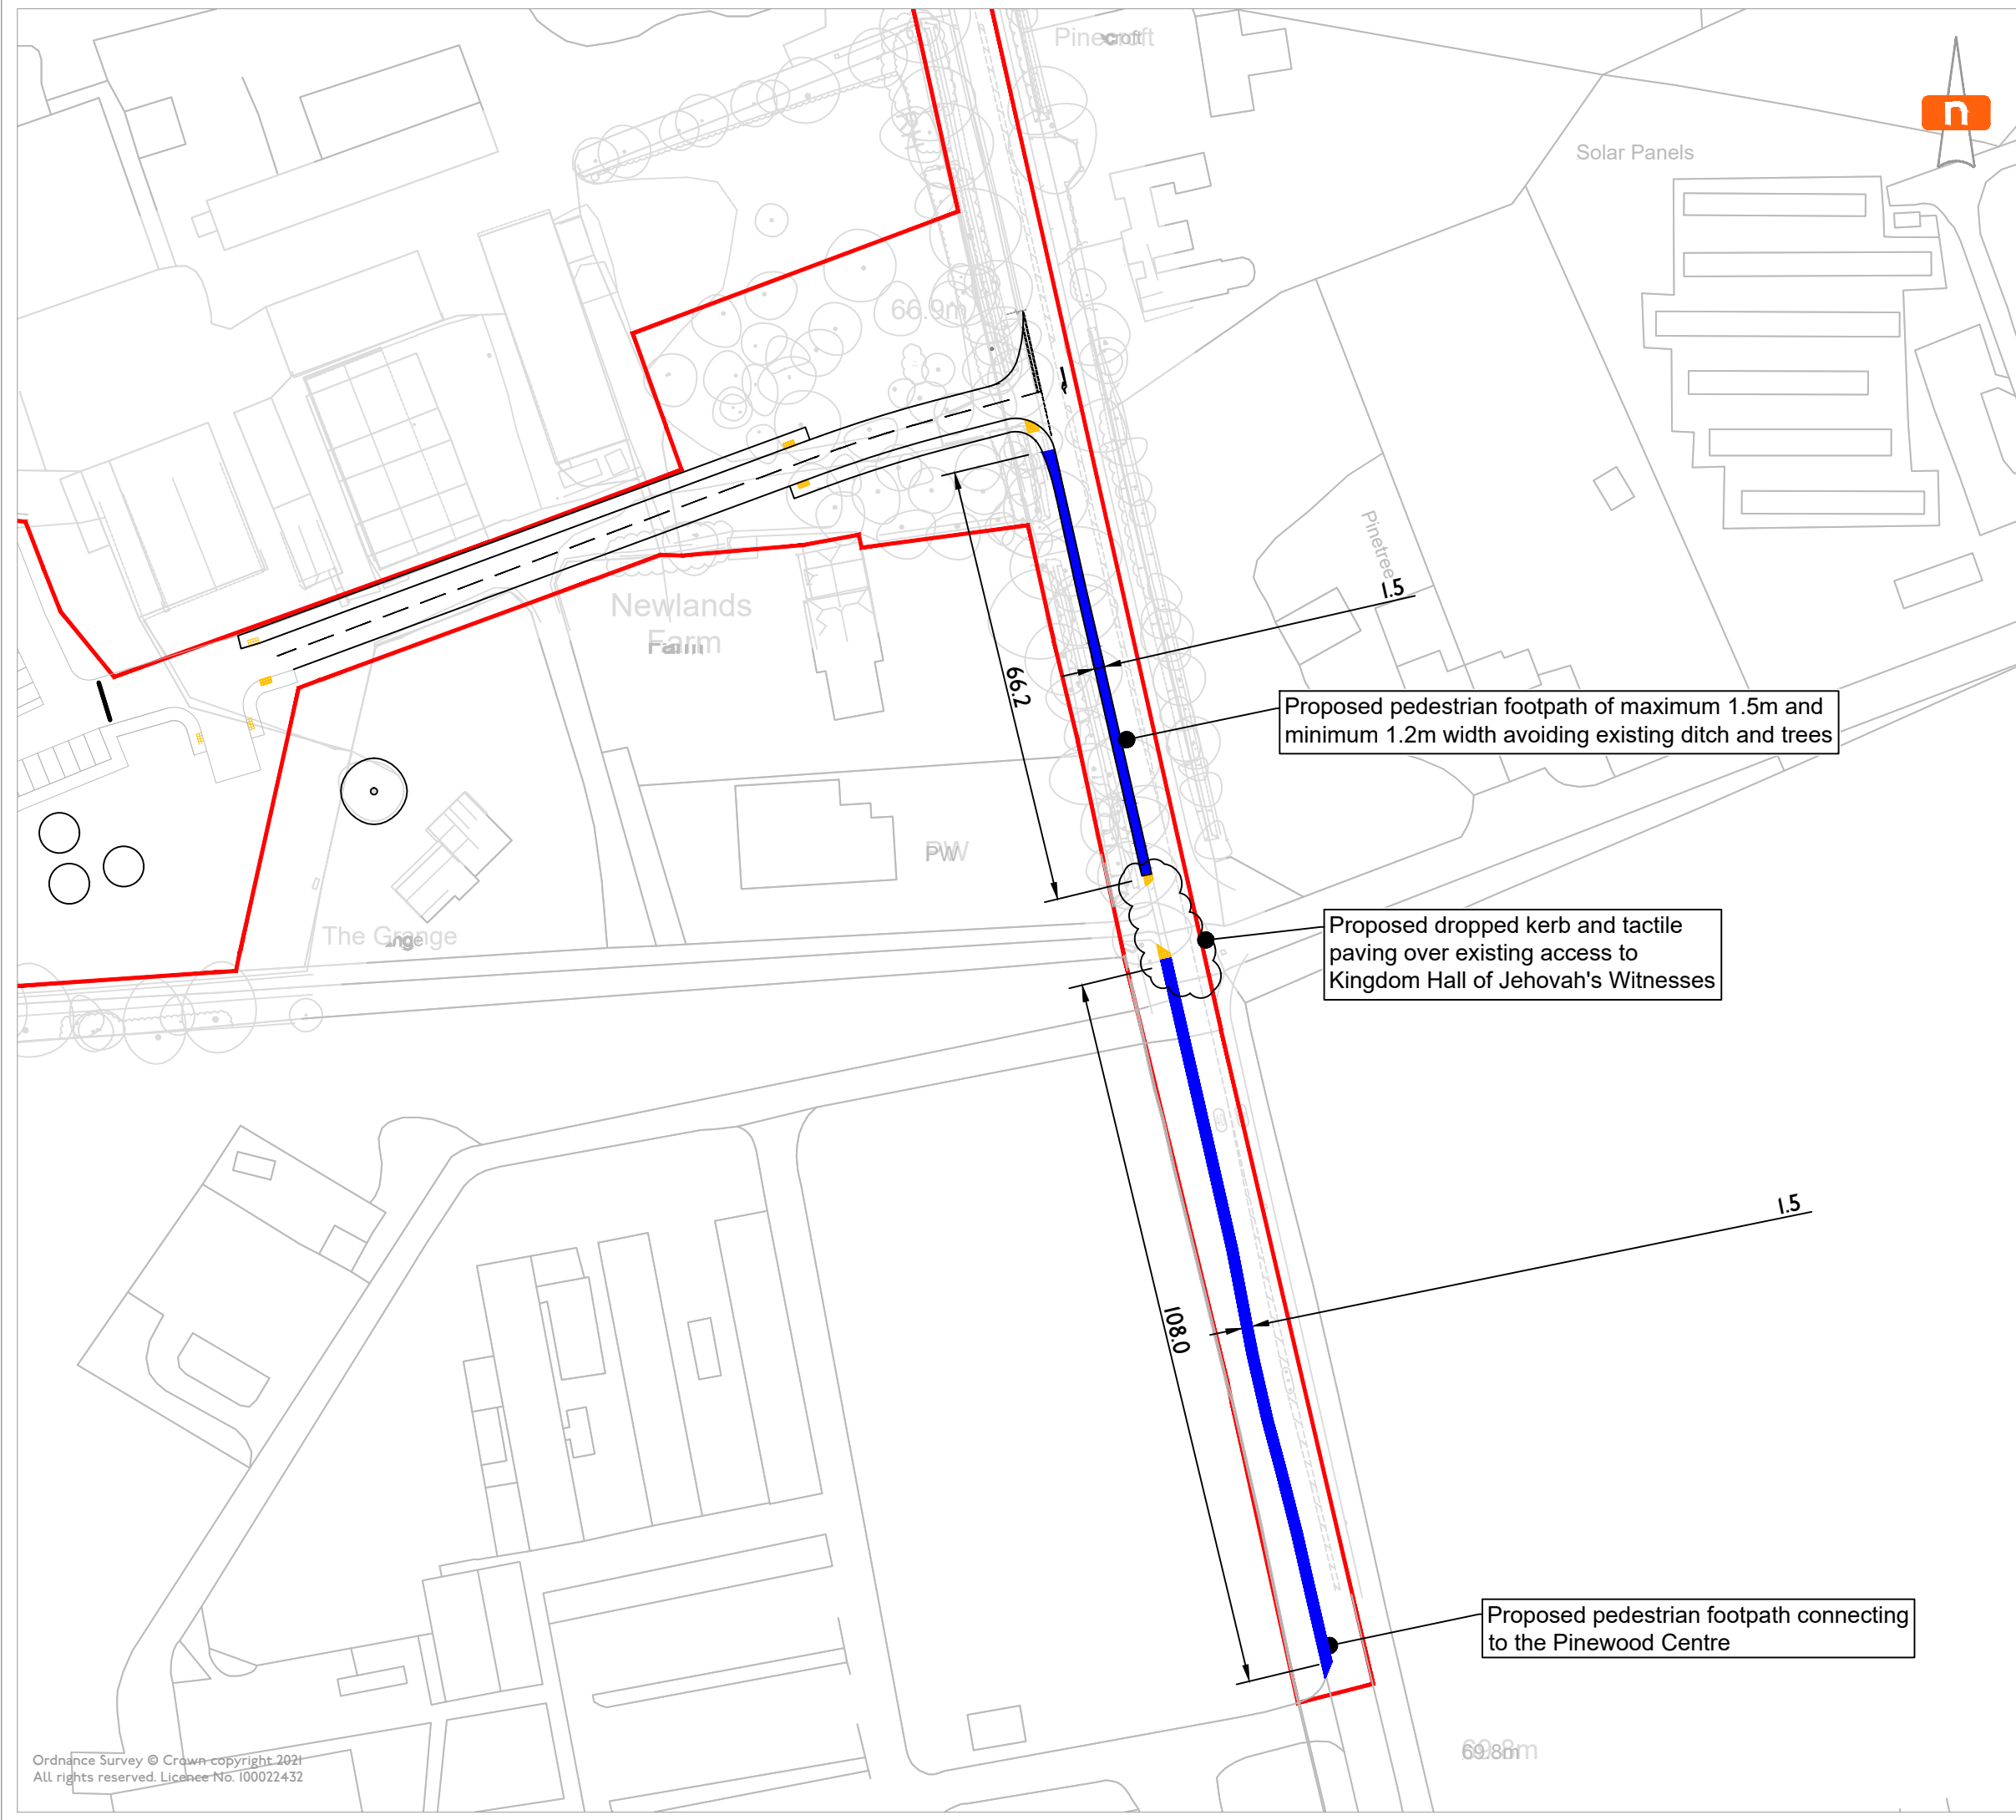 Pinecroft
n
Solar Panels
66.9m
Pinetree
1.5
Newlands
Farm
66.2
Proposed pedestrian footpath of maximum 1.5m and
minimum 1.2m width avoiding existing ditch and trees
PW
The Grange
Proposed dropped kerb and tactile
paving over existing access to
Kingdom Hall of Jehovah's Witnesses
1.5
108.0
Proposed pedestrian footpath connecting
to the Pinewood Centre
69.8m
Ordnance Survey © Crown copyright 2021
All rights reserved. Licence No. 100022432